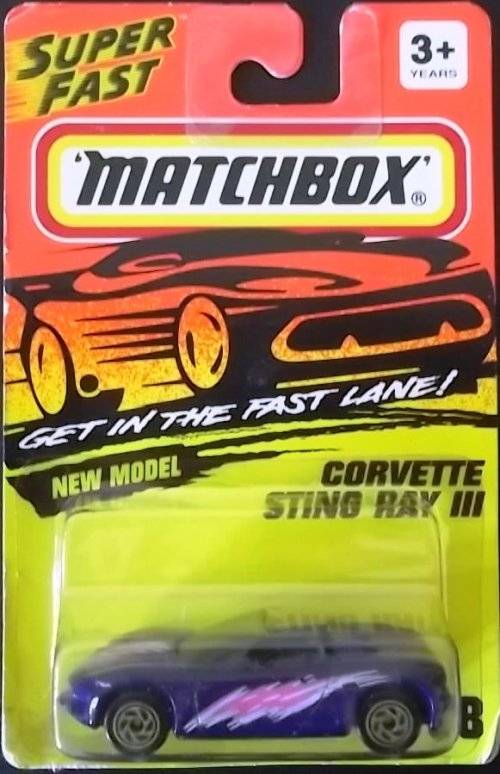 SUPER
FAST
3+
YEARS
'MATCHBOX'®
GET IN THE FAST LANE!
NEW MODEL
CORVETTE
STING RAY III